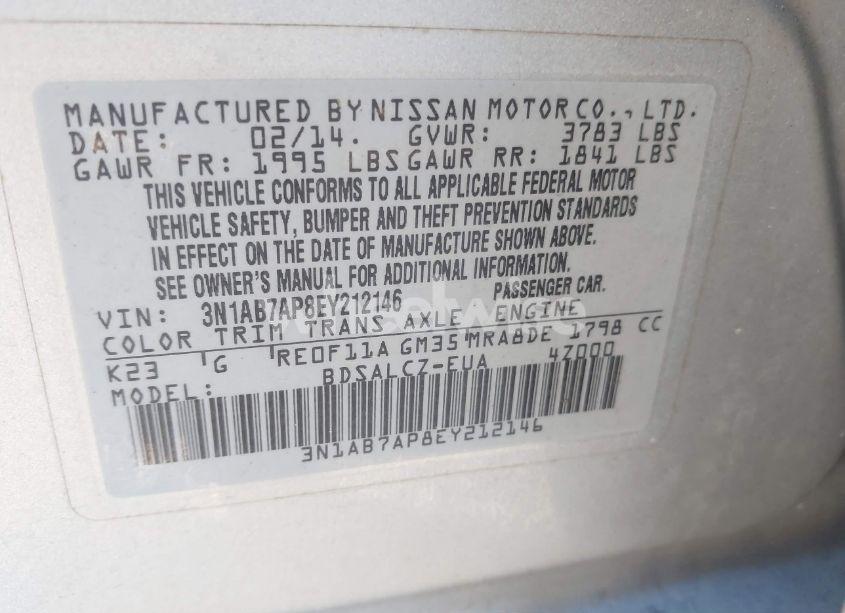 MANUFACTURED BY NISSAN MOTOR CO., LTD.
DATE: 02/14. GVWR: 3783 LBS
GAWR FR: 1995 LBS GAWR RR: 1841 LBS
THIS VEHICLE CONFORMS TO ALL APPLICABLE FEDERAL MOTOR
VEHICLE SAFETY, BUMPER AND THEFT PREVENTION STANDARDS
IN EFFECT ON THE DATE OF MANUFACTURE SHOWN ABOVE.
SEE OWNER'S MANUAL FOR ADDITIONAL INFORMATION.
VIN: 3N1AB7AP8EY212146 PASSENGER CAR.
COLOR TRIM TRANS AXLE ENGINE
K23 G RE0F11A GM35 MRA8DE 1798 CC
MODEL: BDSALCZ-EUA 47000
3N1AB7AP8EY212146